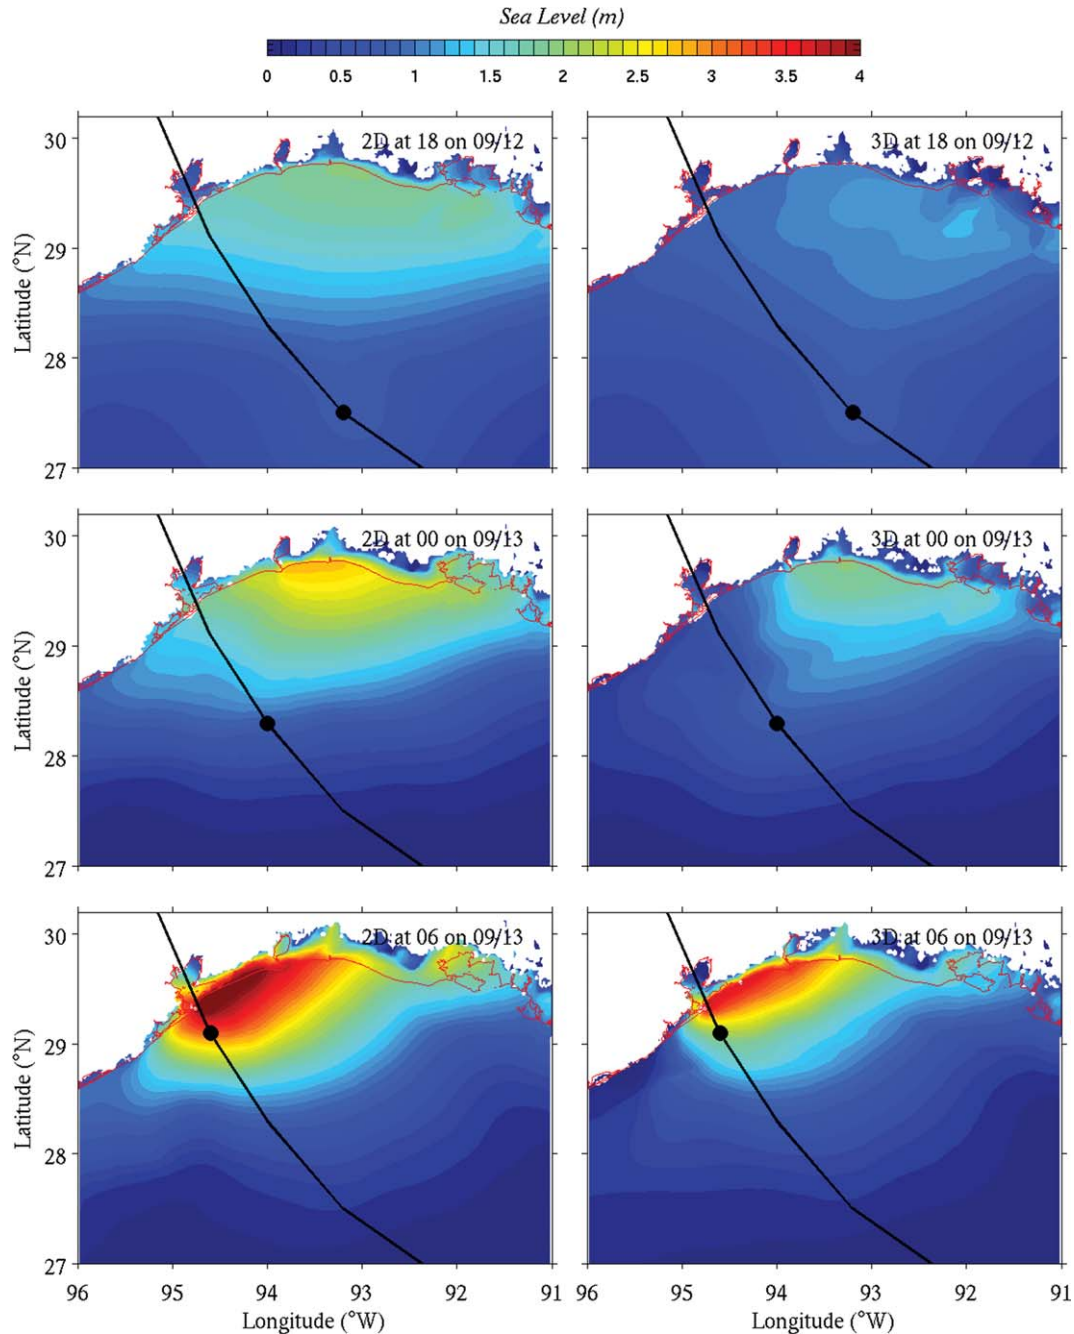 Sea Level (m)
0 0.5 1 1.5 2 2.5 3 3.5 4
2D at 18 on 09/12
3D at 18 on 09/12
30
29
28
27
Latitude (°N)
2D at 00 on 09/13
3D at 00 on 09/13
30
29
28
27
Latitude (°N)
2D at 06 on 09/13
3D at 06 on 09/13
30
29
28
27
Latitude (°N)
96 95 94 93 92 91
96 95 94 93 92 91
Longitude (°W)
Longitude (°W)